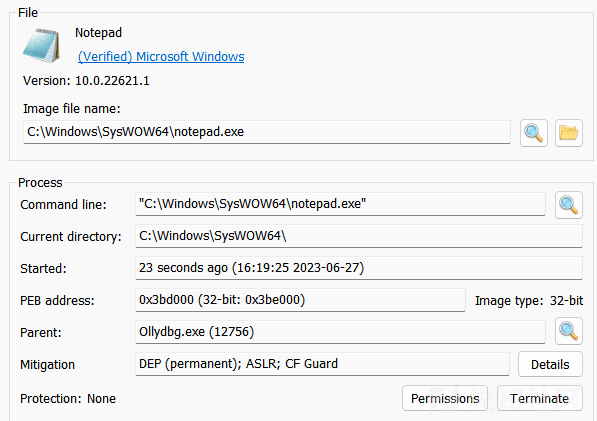 File
Notepad
(Verified) Microsoft Windows
Version: 10.0.22621.1
Image file name:
C:\Windows\SysWOW64\notepad.exe
Process
Command line: "C:\Windows\SysWOW64\notepad.exe"
Current directory: C:\Windows\SysWOW64\
Started: 23 seconds ago (16:19:25 2023-06-27)
PEB address: 0x3bd000 (32-bit: 0x3be000) Image type: 32-bit
Parent: Ollydbg.exe (12756)
Mitigation DEP (permanent); ASLR; CF Guard Details
Protection: None Permissions Terminate